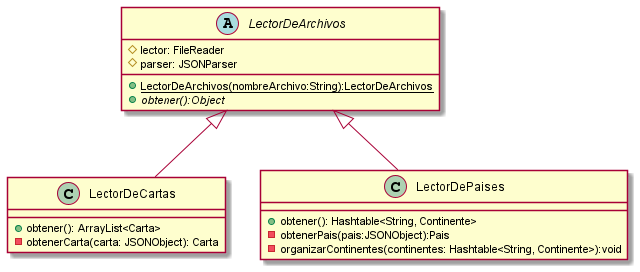 A LectorDeArchivos
lector: FileReader
parser: JSONParser
LectorDeArchivos(nombreArchivo:String):LectorDeArchivos
obtener():Object
C LectorDeCartas
obtener(): ArrayList<Carta>
obtenerCarta(carta: JSONObject): Carta
C LectorDePaises
obtener(): Hashtable<String, Continente>
obtenerPais(pais:JSONObject):Pais
organizarContinentes(continentes: Hashtable<String, Continente>):void